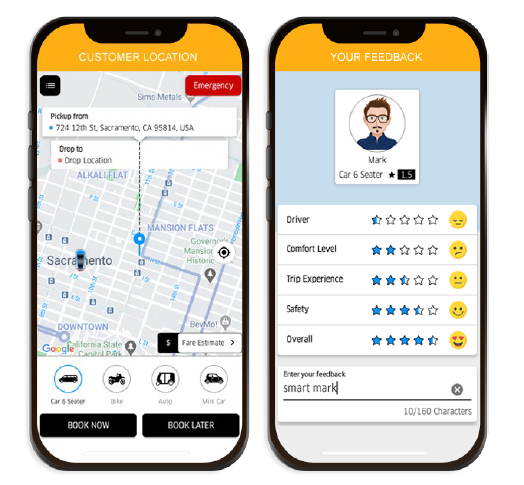 CUSTOMER LOCATION
Emergency
Sims Metals
Pickup from
724 12th St, Sacramento, CA 95814, USA
Drop to
Drop Location
ALKALI FLAT
MANSION FLATS
Governor's
Mansion
Historic
Sacramento
DOWNTOWN
BevMo!
Google
California State
Capitol Park
$ Fare Estimate >
Car 6 Seater
Bike
Auto
Mini Car
BOOK NOW
BOOK LATER
YOUR FEEDBACK
Mark
Car 6 Seater ★ 1.5
Driver
Comfort Level
Trip Experience
Safety
Overall
Enter your feedback
smart mark
10/160 Characters